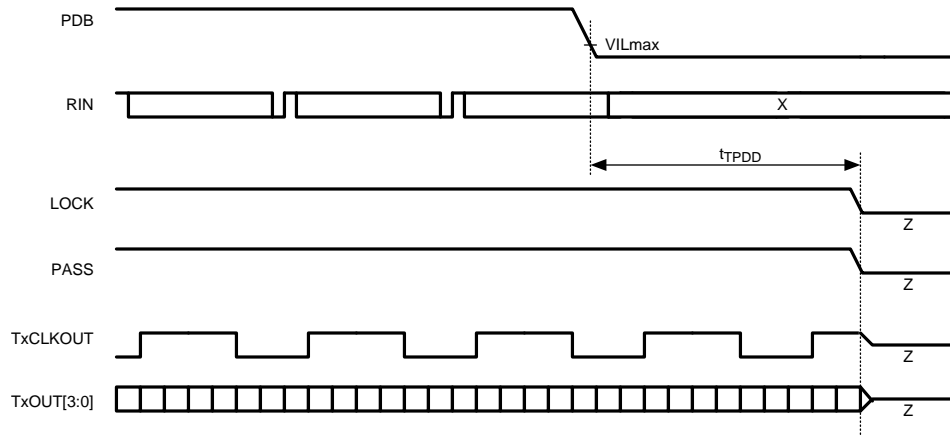 PDB
VILmax
RIN
X
tTPDD
LOCK
Z
PASS
Z
TxCLKOUT
Z
TxOUT[3:0]
Z